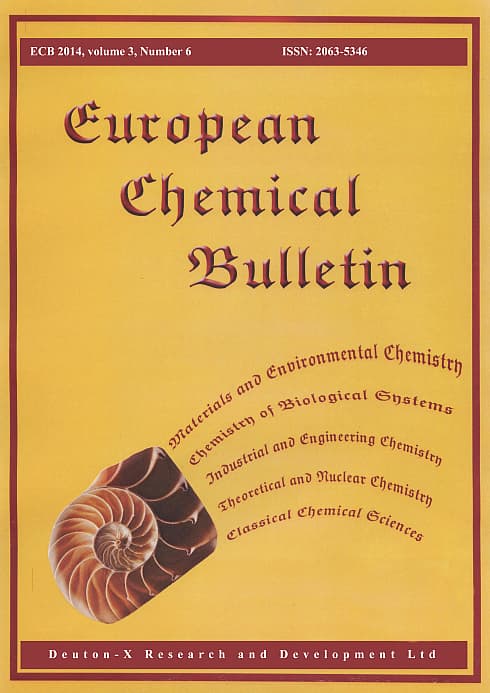 ECB 2014, volume 3, Number 6 ISSN: 2063-5346
European
Chemical
Bulletin
Materials and Environmental Chemistry
Chemistry of Biological Systems
Industrial and Engineering Chemistry
Theoretical and Nuclear Chemistry
Classical Chemical Sciences
Deuton-X Research and Development Ltd